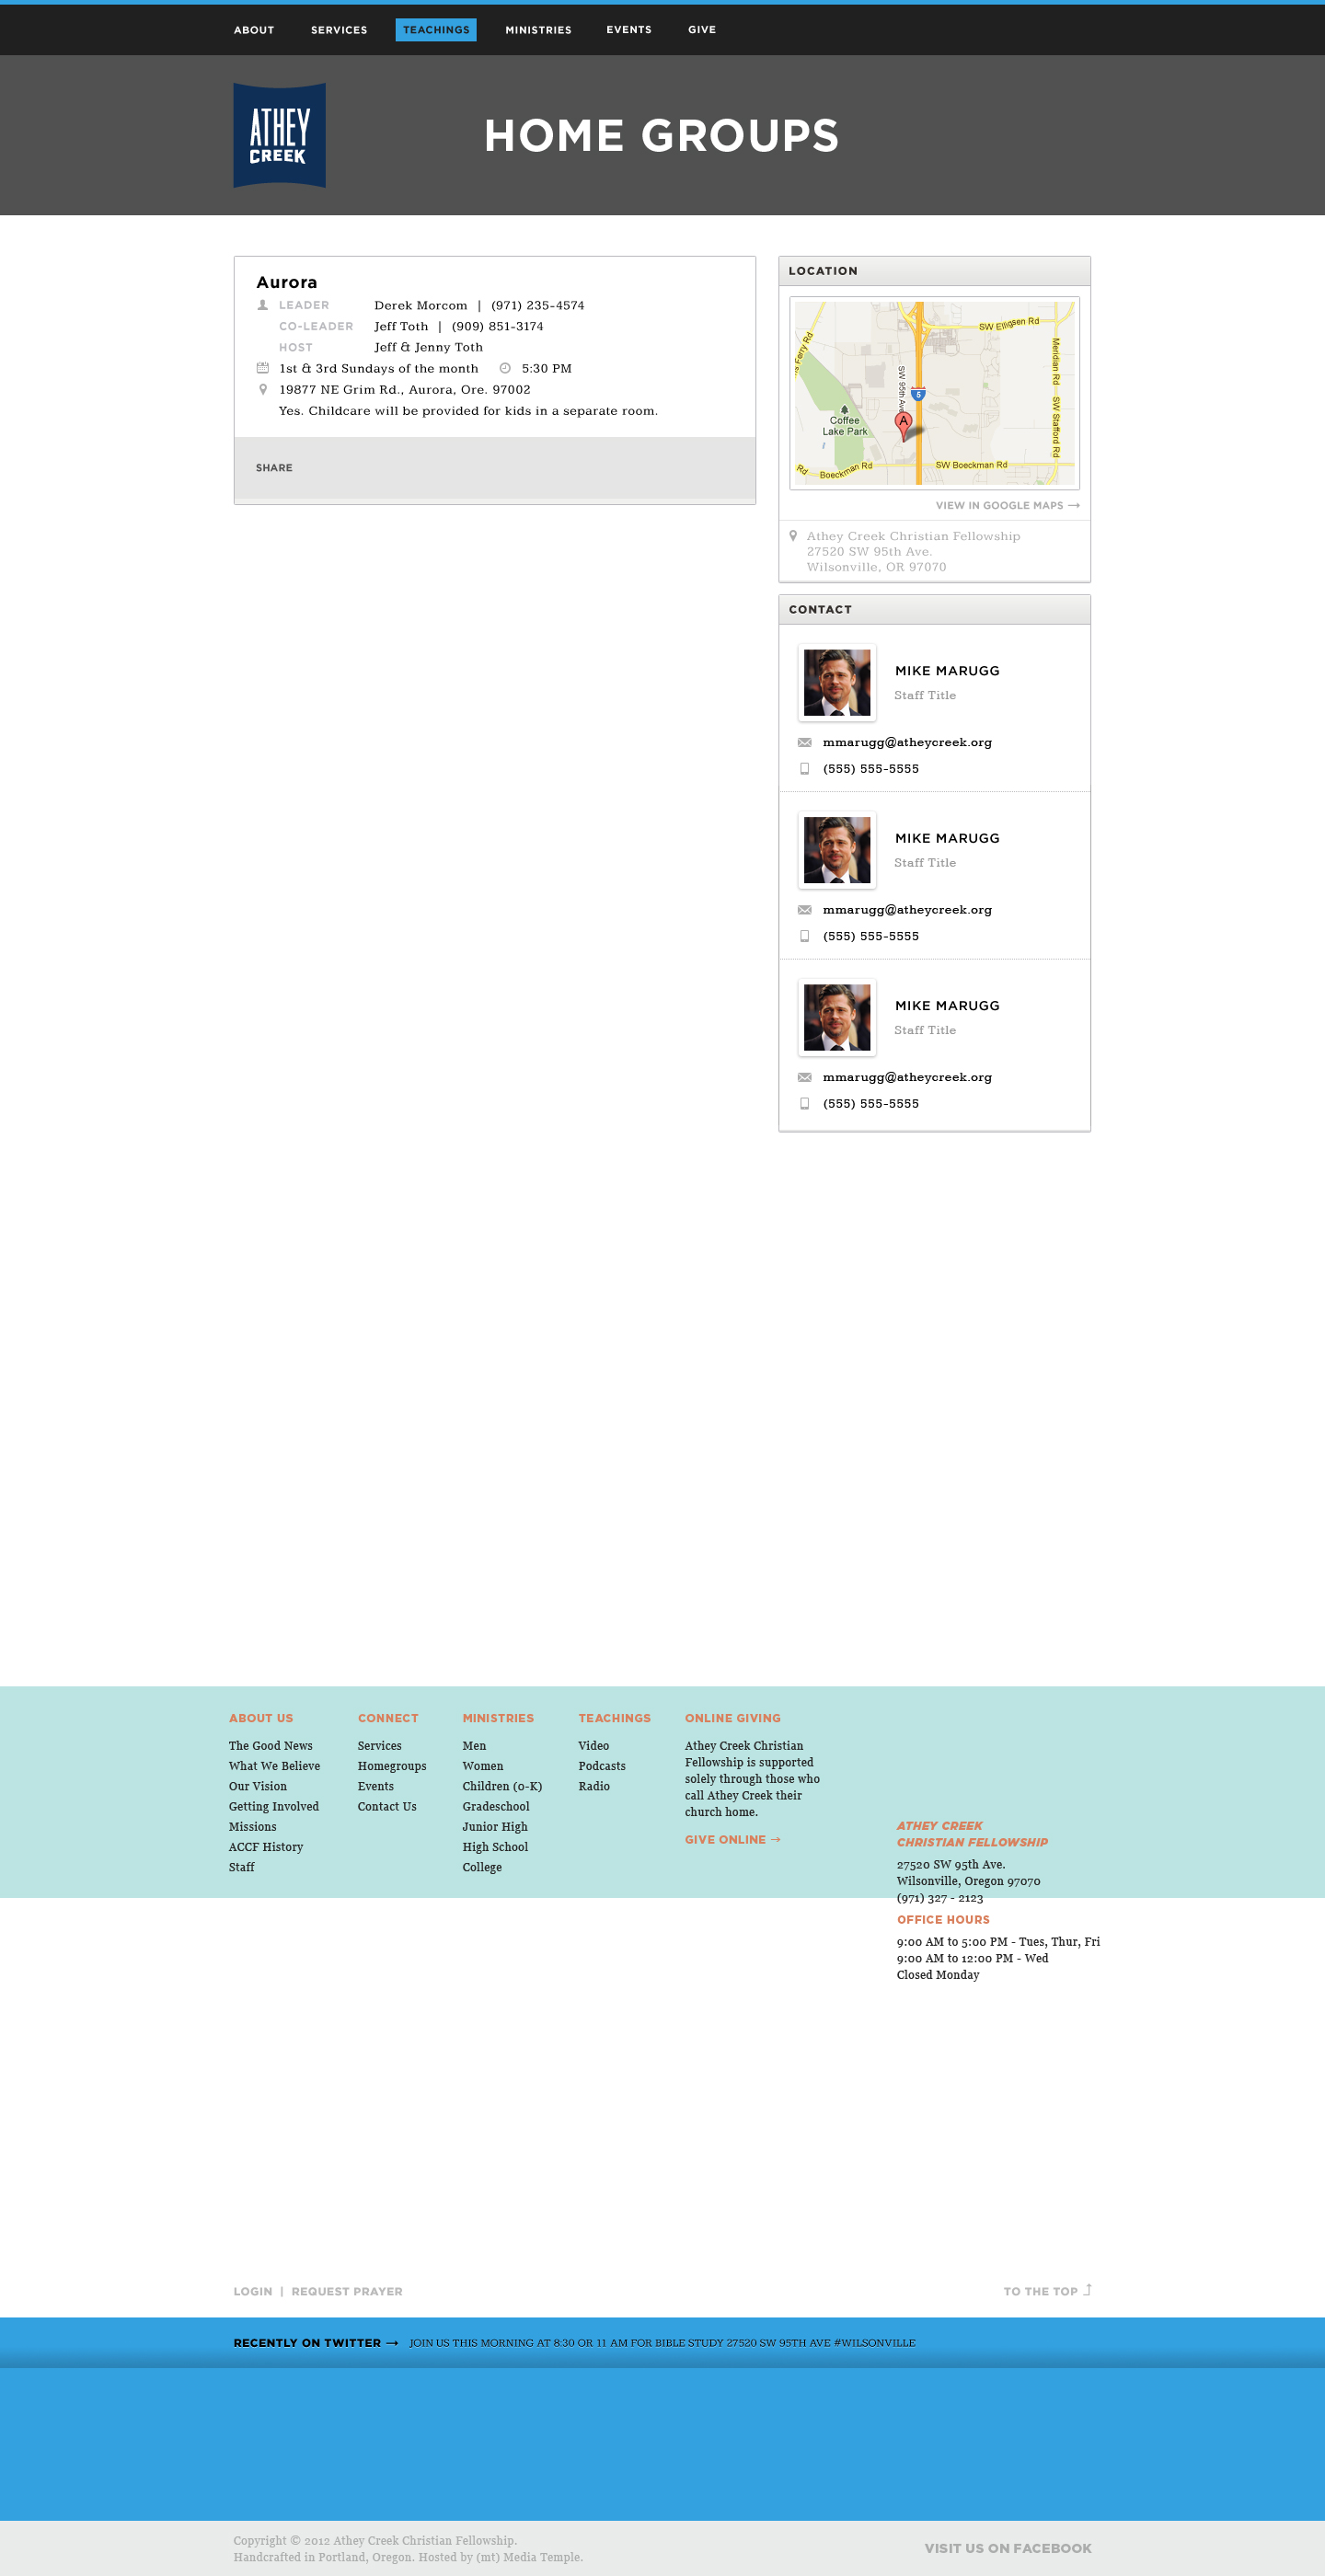 ABOUT SERVICES TEACHINGS MINISTRIES EVENTS GIVE
ATHEY
CREEK
HOME GROUPS
Aurora
LEADER Derek Morcom | (971) 235-4574
CO-LEADER Jeff Toth | (909) 851-3174
HOST Jeff & Jenny Toth
1st & 3rd Sundays of the month 5:30 PM
19877 NE Grim Rd., Aurora, Ore. 97002
Yes. Childcare will be provided for kids in a separate room.
SHARE
LOCATION
SW Elligsen Rd
Ferry Rd
Meridian Rd
SW 95th Ave
5
A
Coffee
Lake Park
SW Stafford Rd
Rd
Boeckman Rd
SW Boeckman Rd
VIEW IN GOOGLE MAPS →
Athey Creek Christian Fellowship
27520 SW 95th Ave.
Wilsonville, OR 97070
CONTACT
MIKE MARUGG
Staff Title
mmarugg@atheycreek.org
(555) 555-5555
MIKE MARUGG
Staff Title
mmarugg@atheycreek.org
(555) 555-5555
MIKE MARUGG
Staff Title
mmarugg@atheycreek.org
(555) 555-5555
ABOUT US
The Good News
What We Believe
Our Vision
Getting Involved
Missions
ACCF History
Staff
CONNECT
Services
Homegroups
Events
Contact Us
MINISTRIES
Men
Women
Children (0-K)
Gradeschool
Junior High
High School
College
TEACHINGS
Video
Podcasts
Radio
ONLINE GIVING
Athey Creek Christian
Fellowship is supported
solely through those who
call Athey Creek their
church home.
GIVE ONLINE →
ATHEY CREEK
CHRISTIAN FELLOWSHIP
27520 SW 95th Ave.
Wilsonville, Oregon 97070
(971) 327 - 2123
OFFICE HOURS
9:00 AM to 5:00 PM - Tues, Thur, Fri
9:00 AM to 12:00 PM - Wed
Closed Monday
LOGIN | REQUEST PRAYER
TO THE TOP
RECENTLY ON TWITTER → JOIN US THIS MORNING AT 8:30 OR 11 AM FOR BIBLE STUDY 27520 SW 95TH AVE #WILSONVILLE
Copyright © 2012 Athey Creek Christian Fellowship.
Handcrafted in Portland, Oregon. Hosted by (mt) Media Temple.
VISIT US ON FACEBOOK